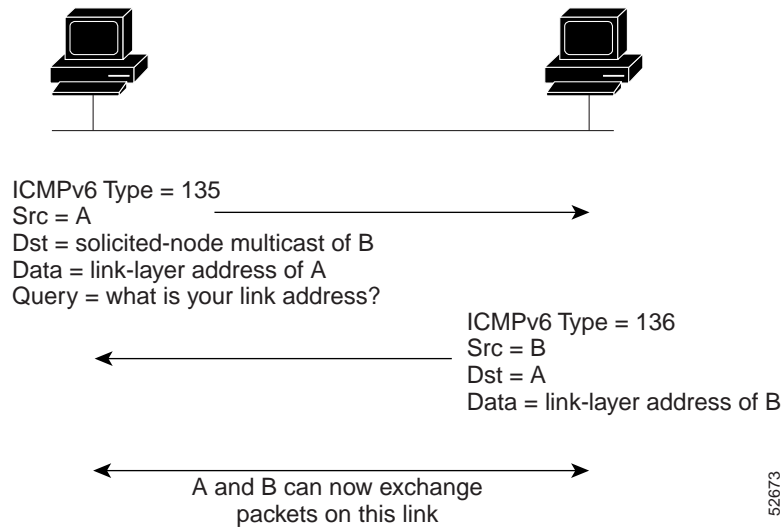 ICMPv6 Type = 135
Src = A
Dst = solicited-node multicast of B
Data = link-layer address of A
Query = what is your link address?
ICMPv6 Type = 136
Src = B
Dst = A
Data = link-layer address of B
A and B can now exchange
packets on this link
52673